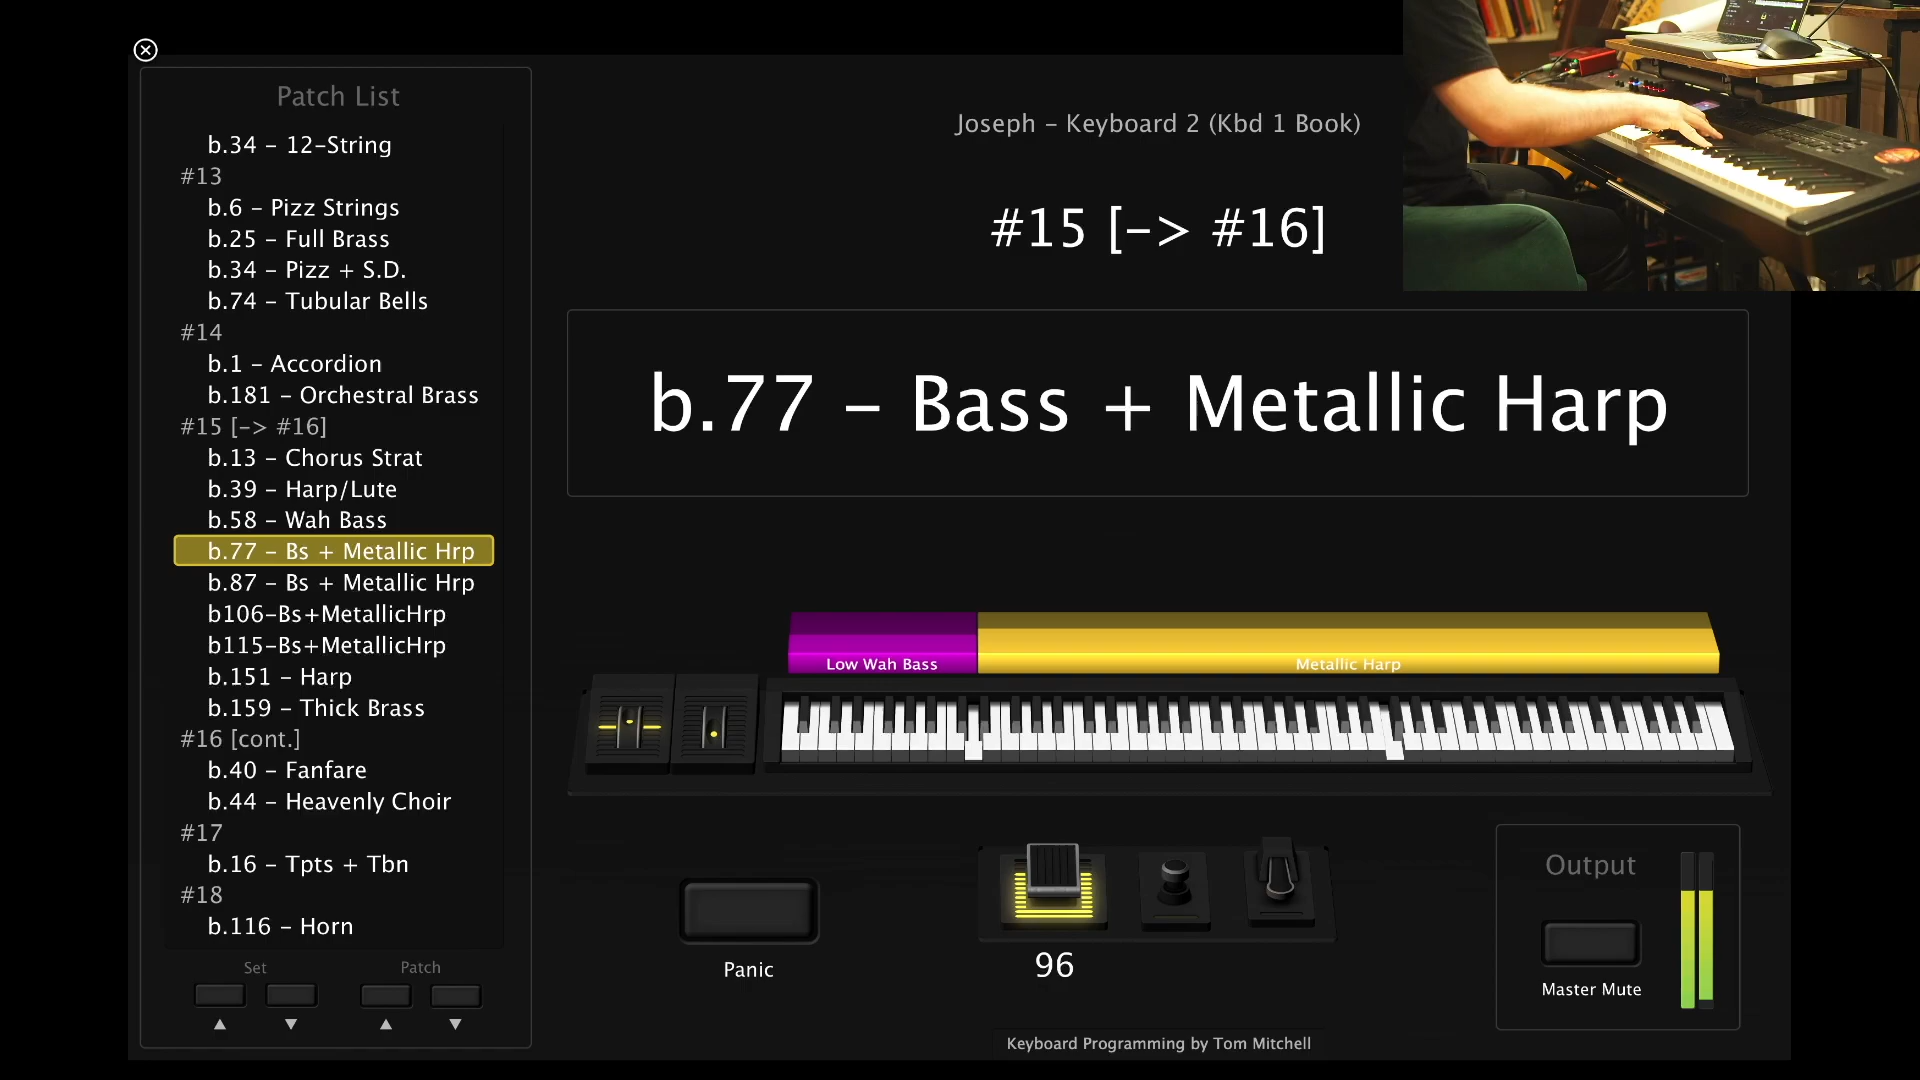 Patch List
b.34 – 12-String
#13
b.6 – Pizz Strings
b.25 – Full Brass
b.34 – Pizz + S.D.
b.74 – Tubular Bells
#14
b.1 – Accordion
b.181 – Orchestral Brass
#15 [-> #16]
b.13 – Chorus Strat
b.39 – Harp/Lute
b.58 – Wah Bass
b.77 – Bs + Metallic Hrp
b.87 – Bs + Metallic Hrp
b106-Bs+MetallicHrp
b115-Bs+MetallicHrp
b.151 – Harp
b.159 – Thick Brass
#16 [cont.]
b.40 – Fanfare
b.44 – Heavenly Choir
#17
b.16 – Tpts + Tbn
#18
b.116 – Horn
Set
Patch
Joseph – Keyboard 2 (Kbd 1 Book)
#15 [-> #16]
b.77 – Bass + Metallic Harp
Low Wah Bass
Metallic Harp
Panic
96
Output
Master Mute
Keyboard Programming by Tom Mitchell